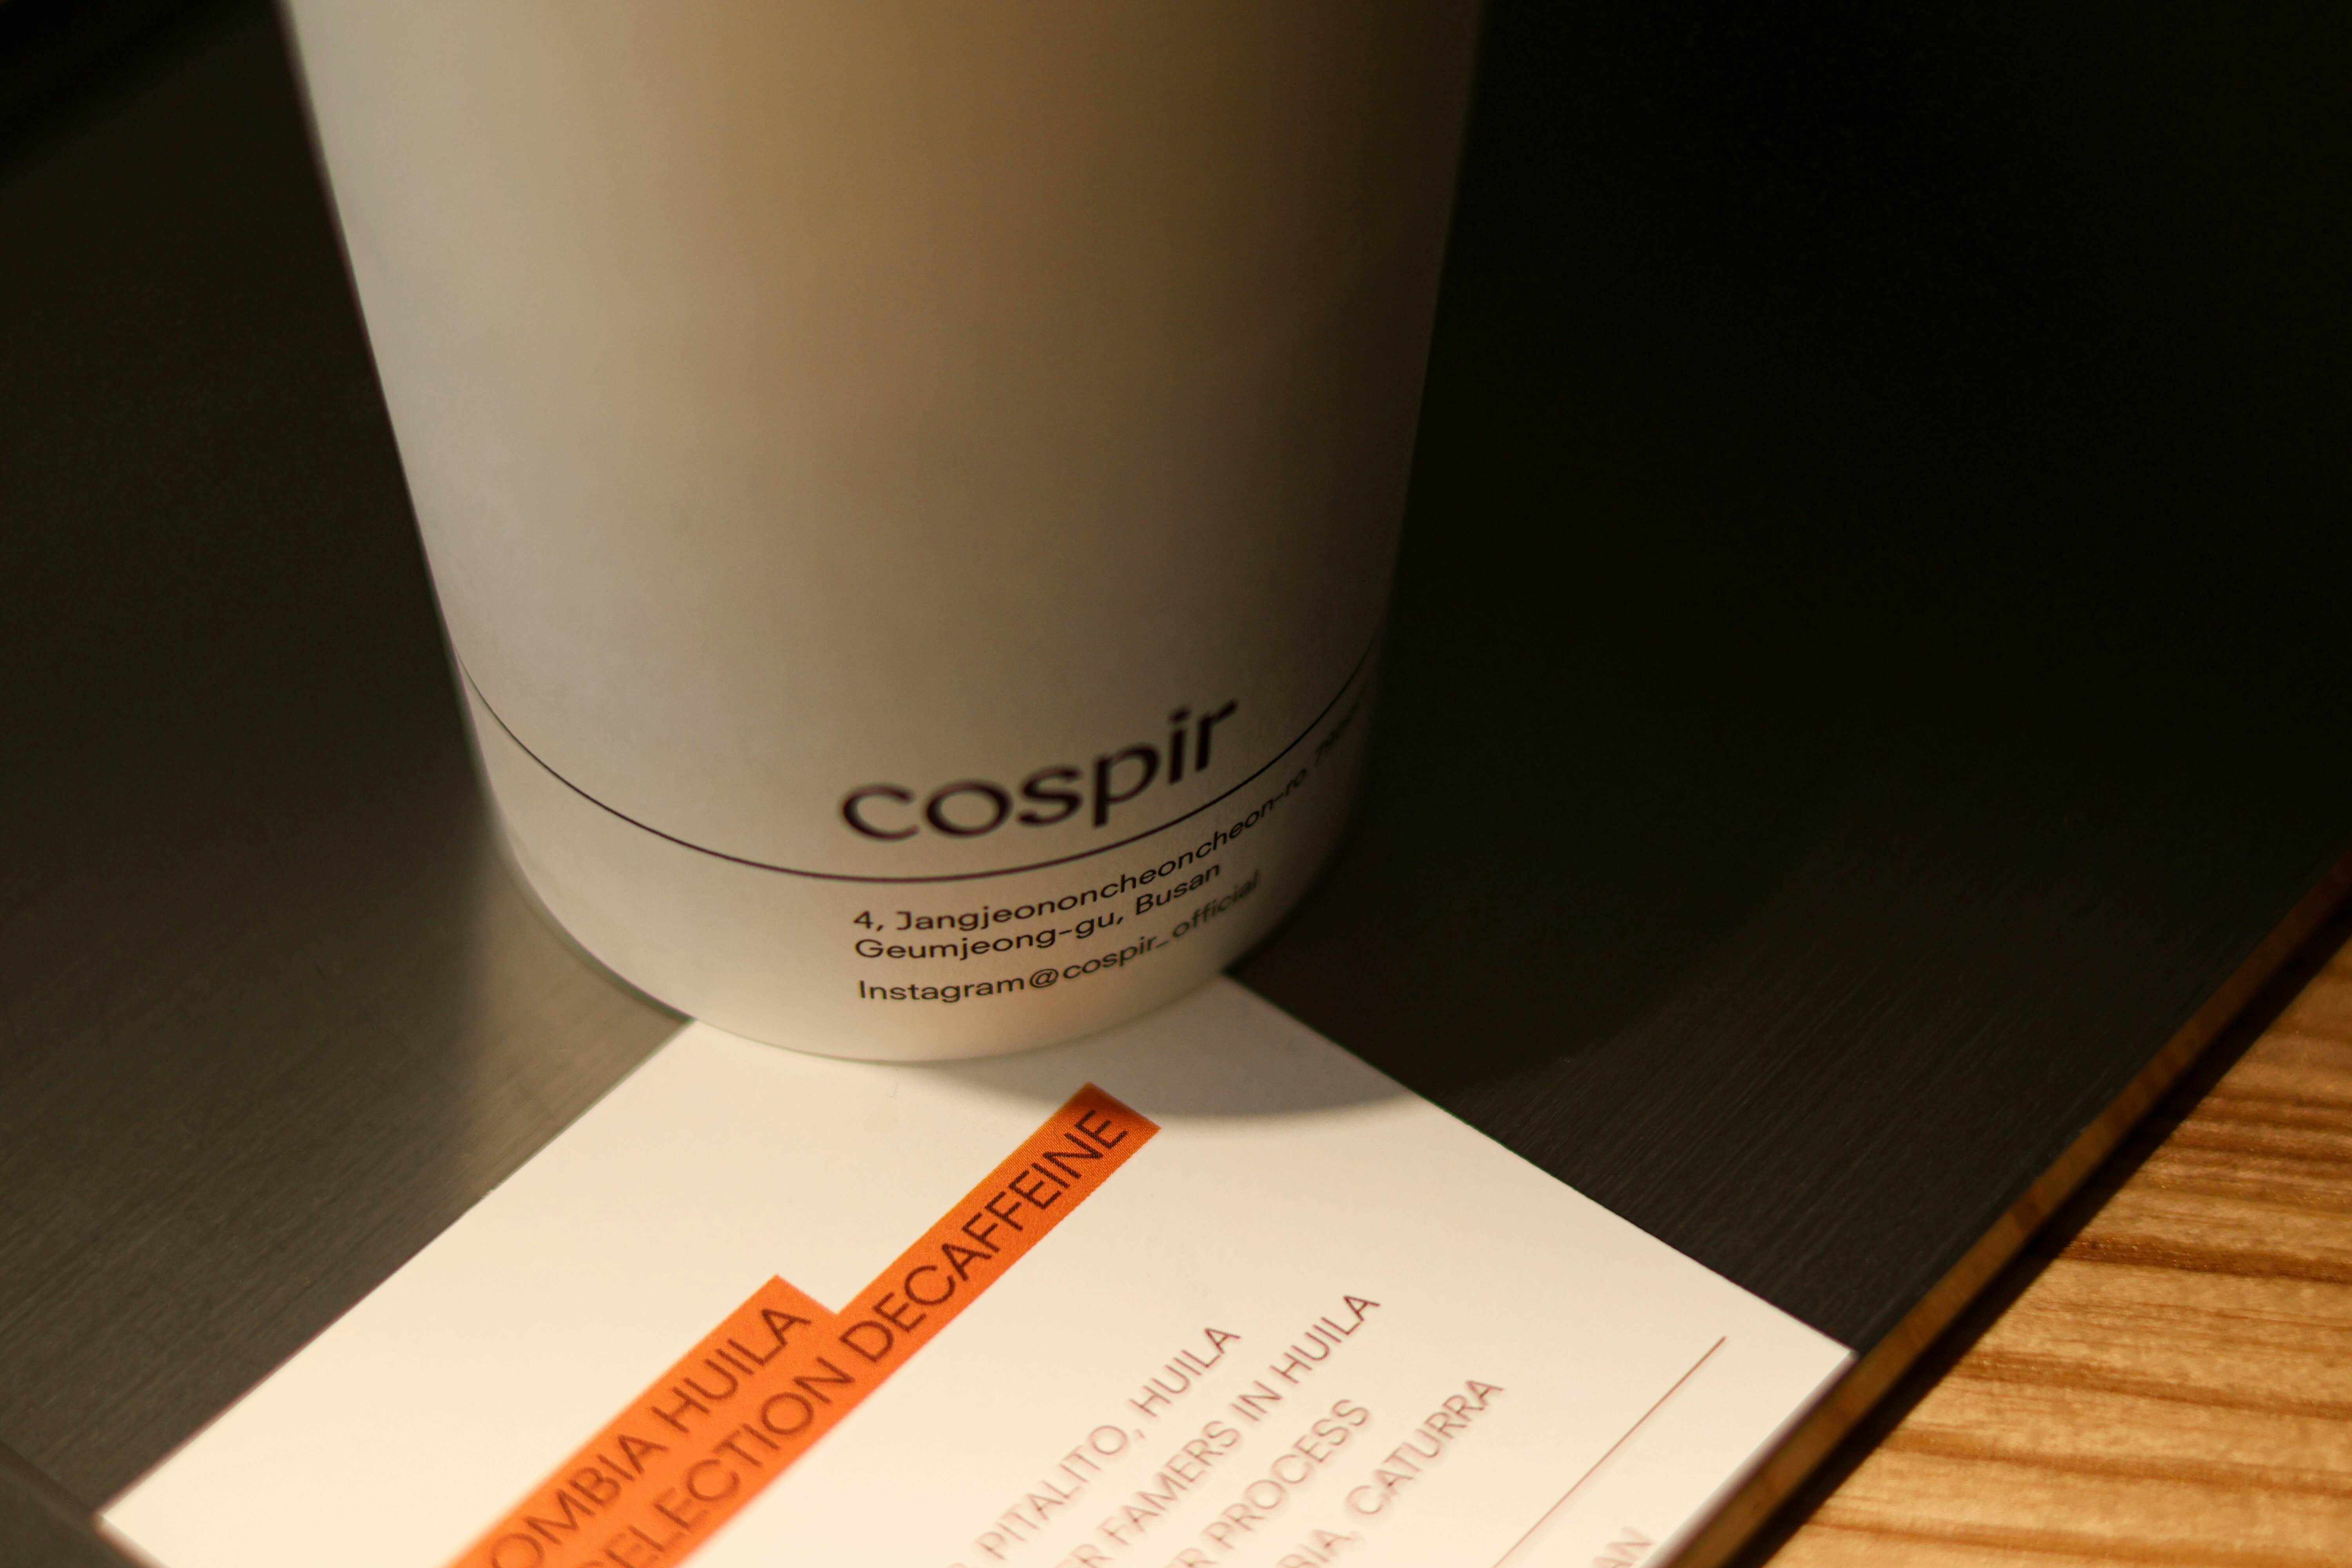 cospir
4, Jangjeononcheoncheon-ro
Geumjeong-gu, Busan
Instagram@cospir_official
OMBIA HUILA
SELECTION DECAFFEINE
PITALITO, HUILA
FAMERS IN HUILA
PROCESS
CATURRA